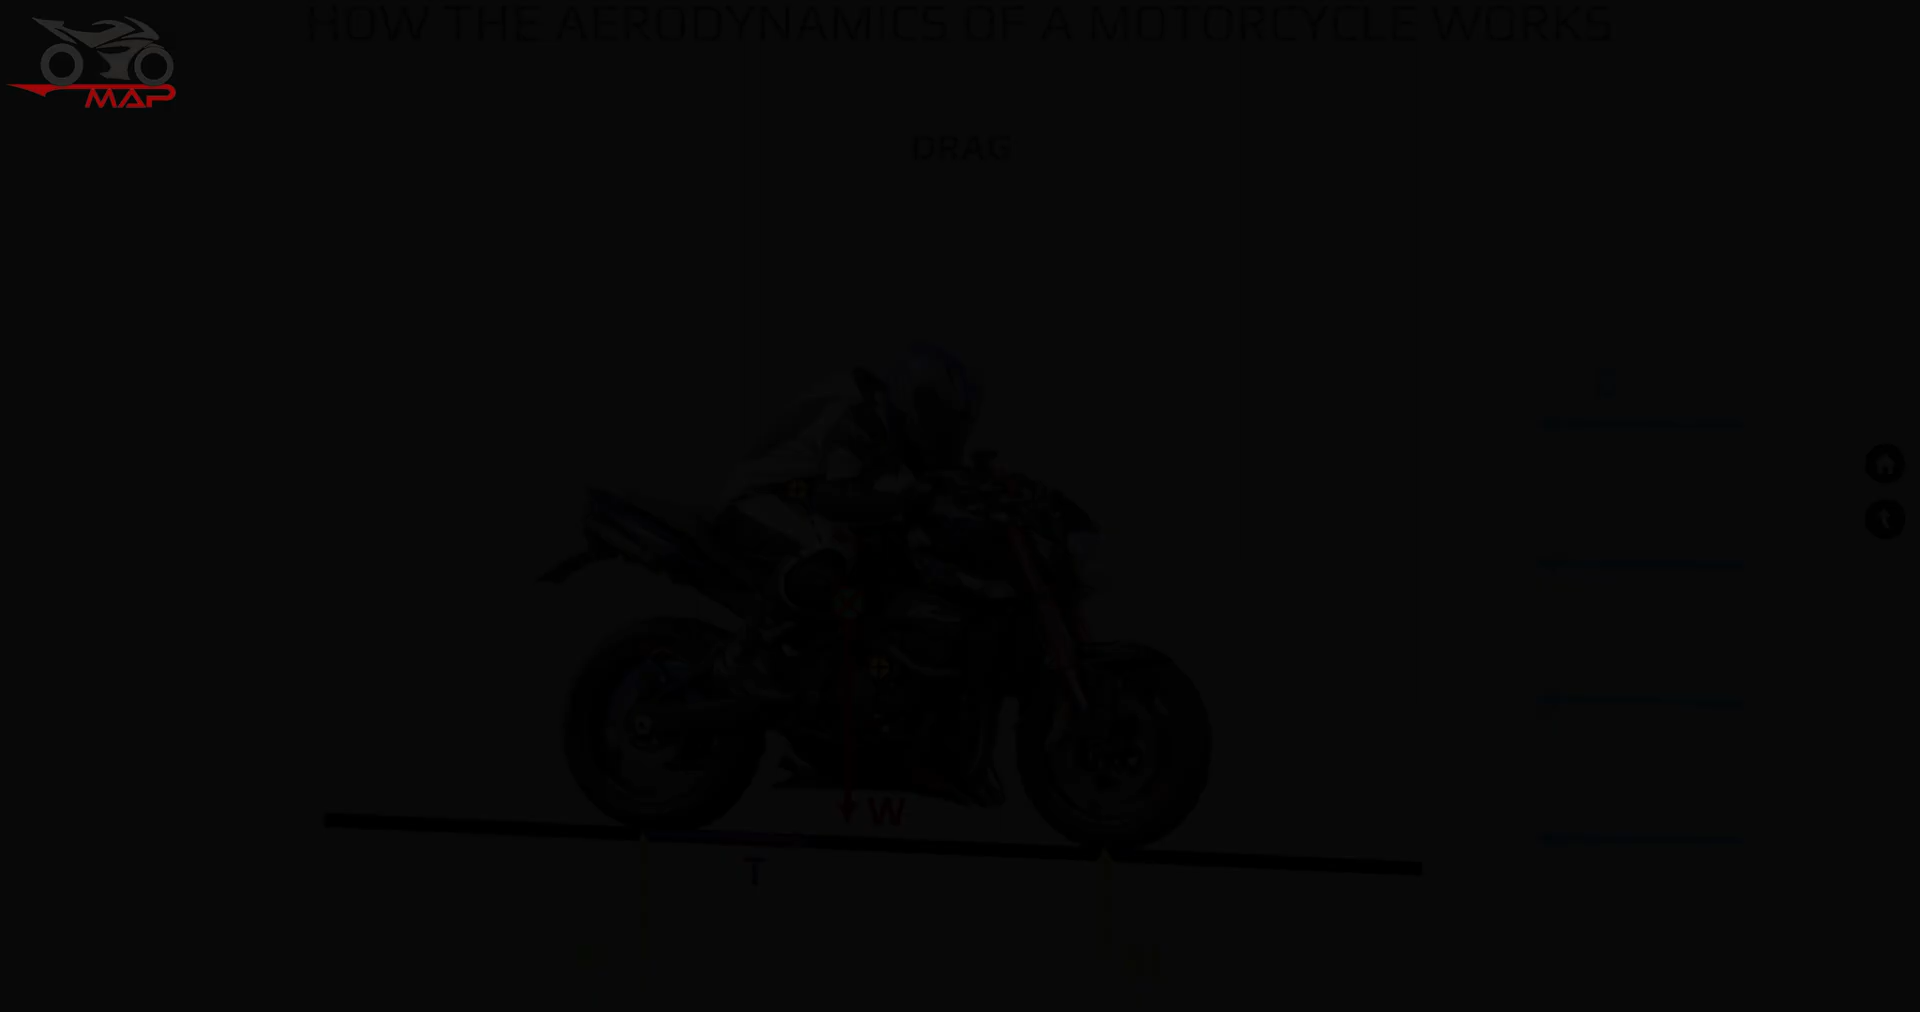 HOW THE AERODYNAMICS OF A MOTORCYCLE WORKS
MAP
DRAG
W
T